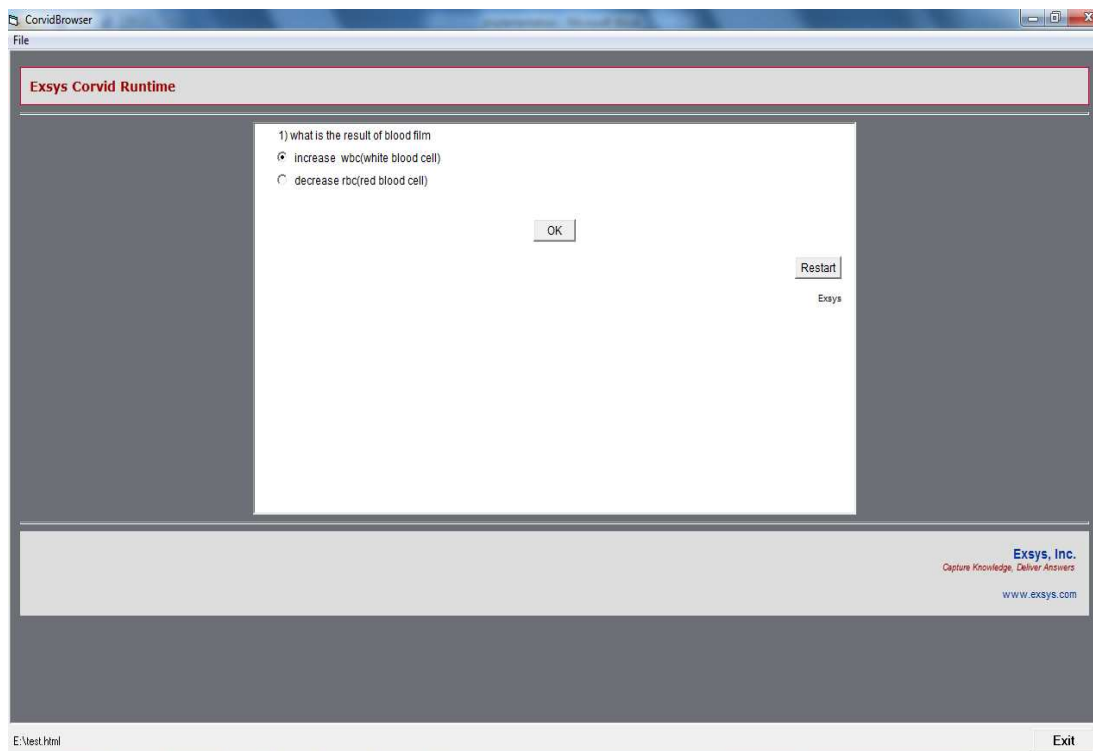 CorvidBrowser
File
Exsys Corvid Runtime
1) what is the result of blood film
increase wbc(white blood cell)
decrease rbc(red blood cell)
OK
Restart
Exsys
Exsys, Inc.
Capture Knowledge, Deliver Answers
www.exsys.com
E:\test.html
Exit